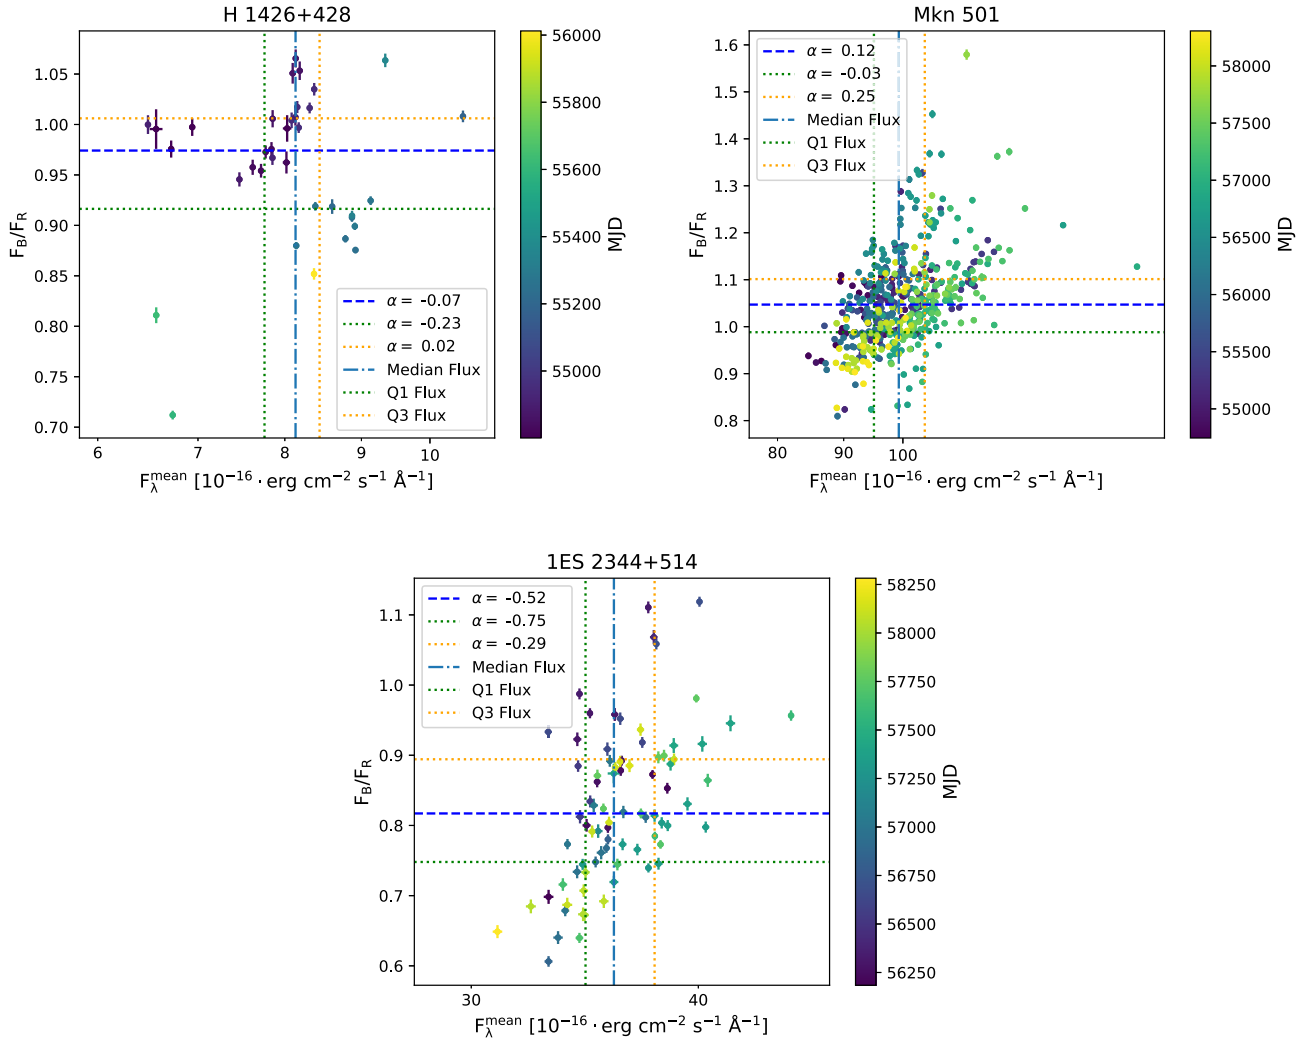 H 1426+428
1.05
1.00
0.95
0.90
0.85
0.80
0.75
0.70
F_B/F_R
α = -0.07
α = -0.23
α = 0.02
Median Flux
Q1 Flux
Q3 Flux
6 7 8 9 10
F_λ^mean [10^−16 · erg cm^−2 s^−1 Å^−1]
56000
55800
55600
55400
55200
55000
MJD
Mkn 501
1.6
1.5
1.4
1.3
1.2
1.1
1.0
0.9
0.8
F_B/F_R
α = 0.12
α = -0.03
α = 0.25
Median Flux
Q1 Flux
Q3 Flux
80 90 100
F_λ^mean [10^−16 · erg cm^−2 s^−1 Å^−1]
58000
57500
57000
56500
56000
55500
55000
MJD
1ES 2344+514
1.1
1.0
0.9
0.8
0.7
0.6
F_B/F_R
α = -0.52
α = -0.75
α = -0.29
Median Flux
Q1 Flux
Q3 Flux
30 40
F_λ^mean [10^−16 · erg cm^−2 s^−1 Å^−1]
58250
58000
57750
57500
57250
57000
56750
56500
56250
MJD